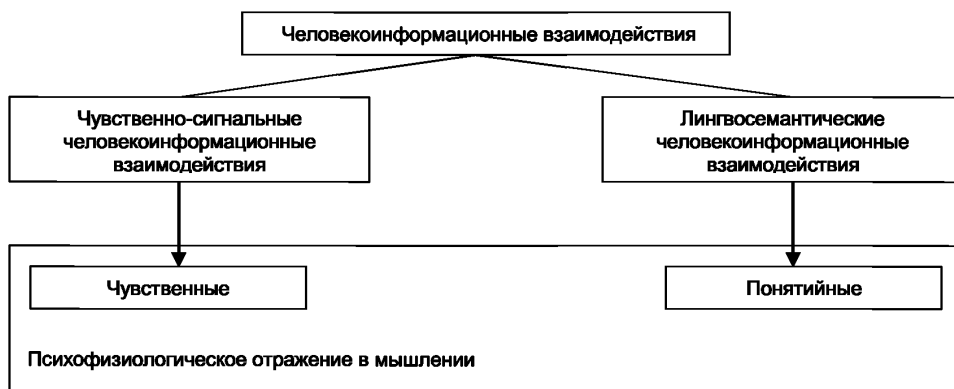 Человекоинформационные взаимодействия
Чувственно-сигнальные
человекоинформационные
взаимодействия
Лингвосемантические
человекоинформационные
взаимодействия
Чувственные
Понятийные
Психофизиологическое отражение в мышлении